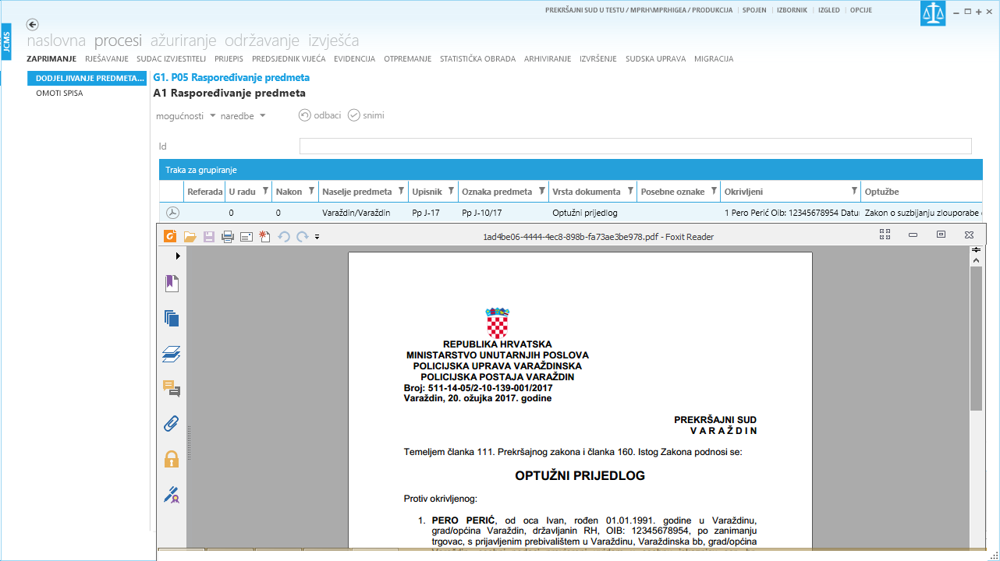 PREKRŠAJNI SUD U TESTU / MPRH\MPRHIGEA / PRODUKCIJA SPOJEN IZBORNIK IZGLED OPCIJE
JCMS
naslovna procesi ažuriranje održavanje izvješća
ZAPRIMANJE RJEŠAVANJE SUDAC IZVJESTITELJ PRIJEPIS PREDSJEDNIK VIJEĆA EVIDENCIJA OTPREMANJE STATISTIČKA OBRADA ARHIVIRANJE IZVRŠENJE SUDSKA UPRAVA MIGRACIJA
DODJELJIVANJE PREDMETA...
OMOTI SPISA
G1. P05 Raspoređivanje predmeta
A1 Raspoređivanje predmeta
mogućnosti naredbe odbaci snimi
Id
Traka za grupiranje
Referada U radu Nakon Naselje predmeta Upisnik Oznaka predmeta Vrsta dokumenta Posebne oznake Okrivljeni Optužbe
0 0 Varaždin/Varaždin Pp J-17 Pp J-10/17 Optužni prijedlog 1 Pero Perić Oib: 12345678954 Datu Zakon o suzbijanju zlouporabe
1ad4be06-4444-4ec8-898b-fa73ae3be978.pdf - Foxit Reader
REPUBLIKA HRVATSKA
MINISTARSTVO UNUTARNJIH POSLOVA
POLICIJSKA UPRAVA VARAŽDINSKA
POLICIJSKA POSTAJA VARAŽDIN
Broj: 511-14-05/2-10-139-001/2017
Varaždin, 20. ožujka 2017. godine
PREKRŠAJNI SUD
V A R A Ž D I N
Temeljem članka 111. Prekršajnog zakona i članka 160. Istog Zakona podnosi se:
OPTUŽNI PRIJEDLOG
Protiv okrivljenog:
1. PERO PERIĆ, od oca Ivan, rođen 01.01.1991. godine u Varaždinu,
grad/općina Varaždin, državljanin RH, OIB: 12345678954, po zanimanju
trgovac, s prijavljenim prebivalištem u Varaždinu, Varaždinska bb, grad/općina